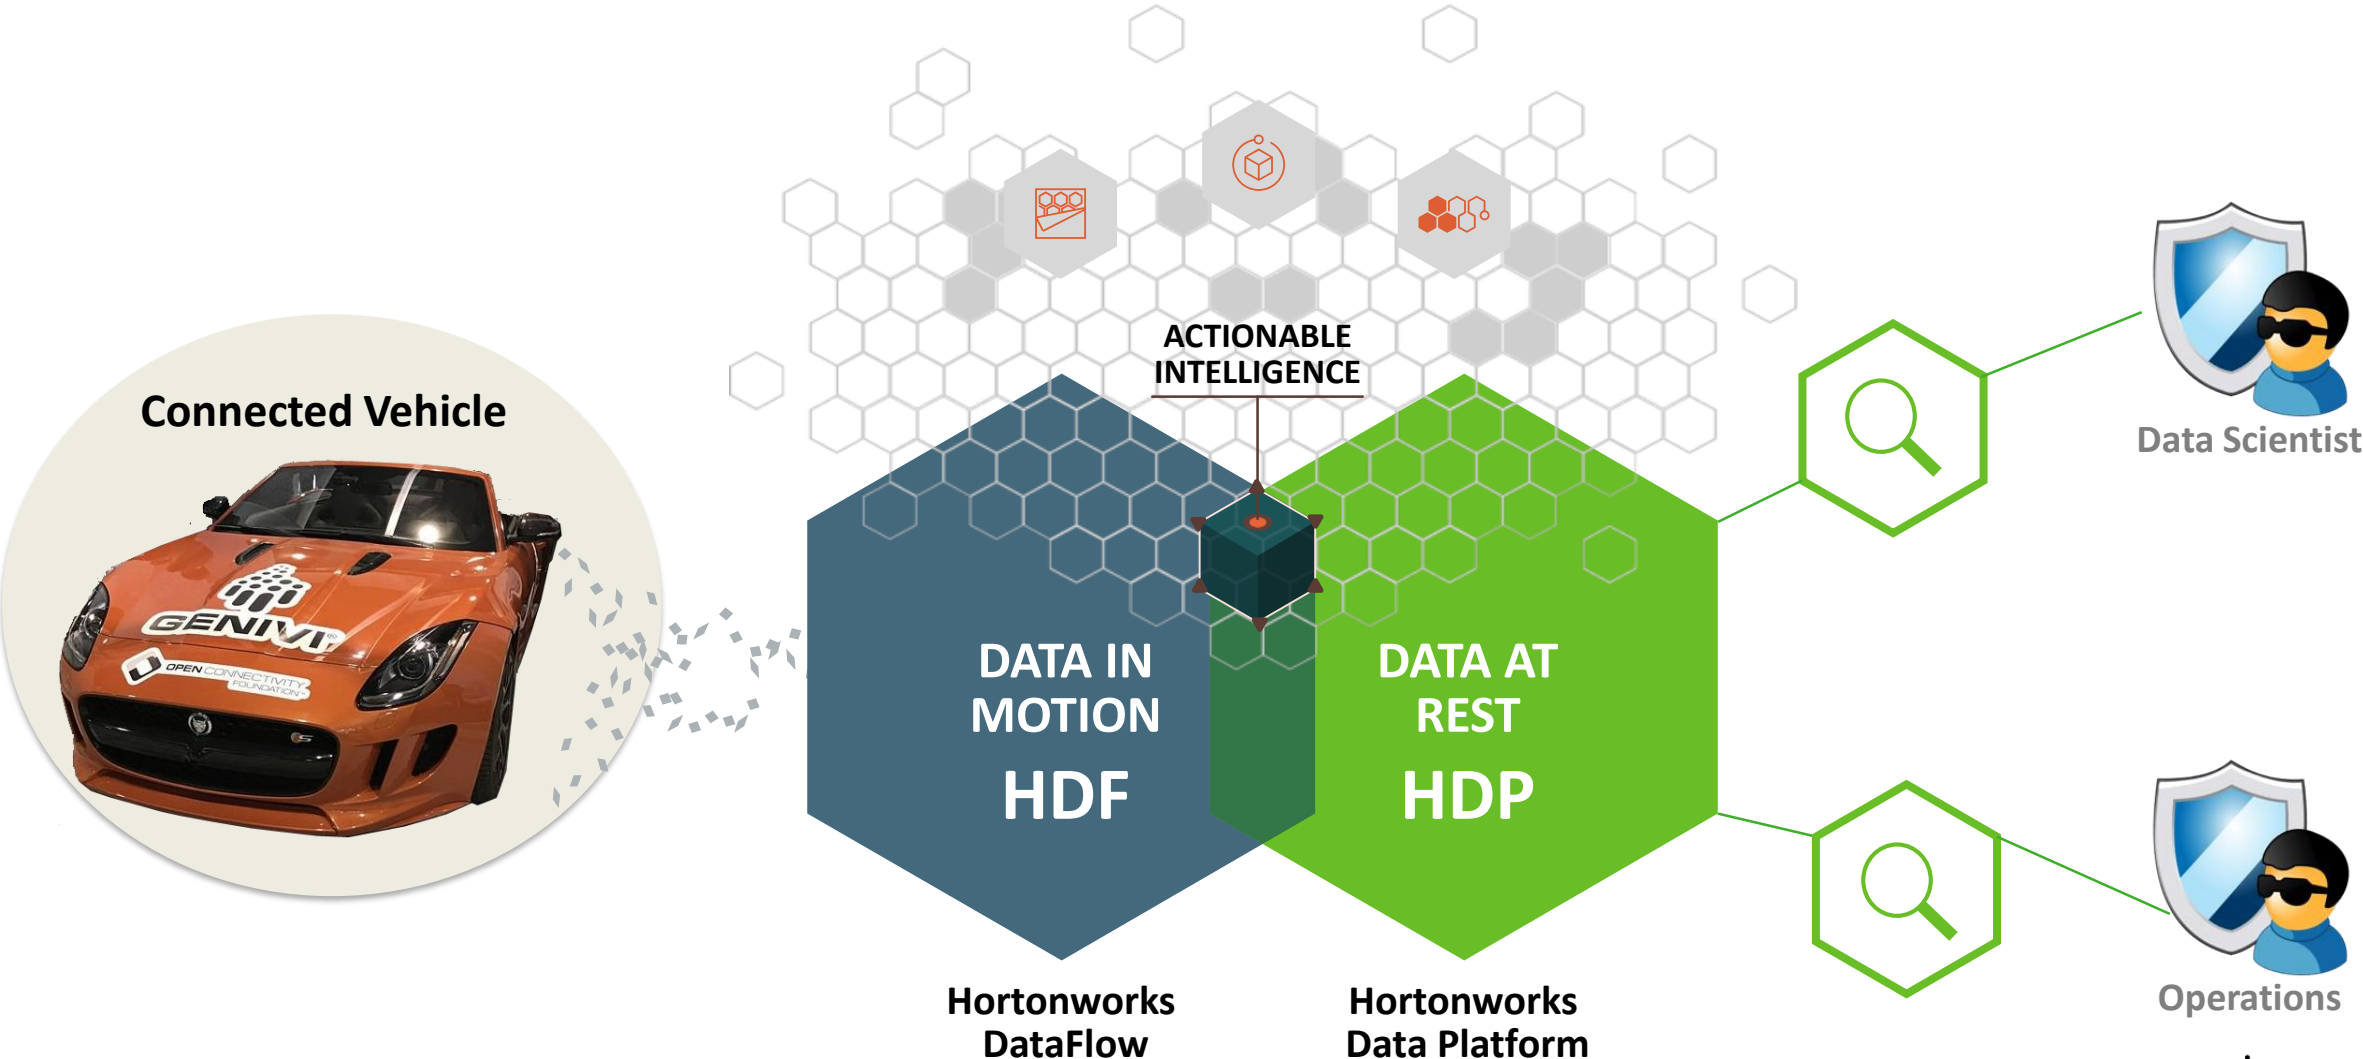 ACTIONABLE
INTELLIGENCE
Connected Vehicle
GENIVI®
OPEN CONNECTIVITY
FOUNDATION™
S
DATA IN
MOTION
HDF
DATA AT
REST
HDP
Data Scientist
Operations
Hortonworks
DataFlow
Hortonworks
Data Platform